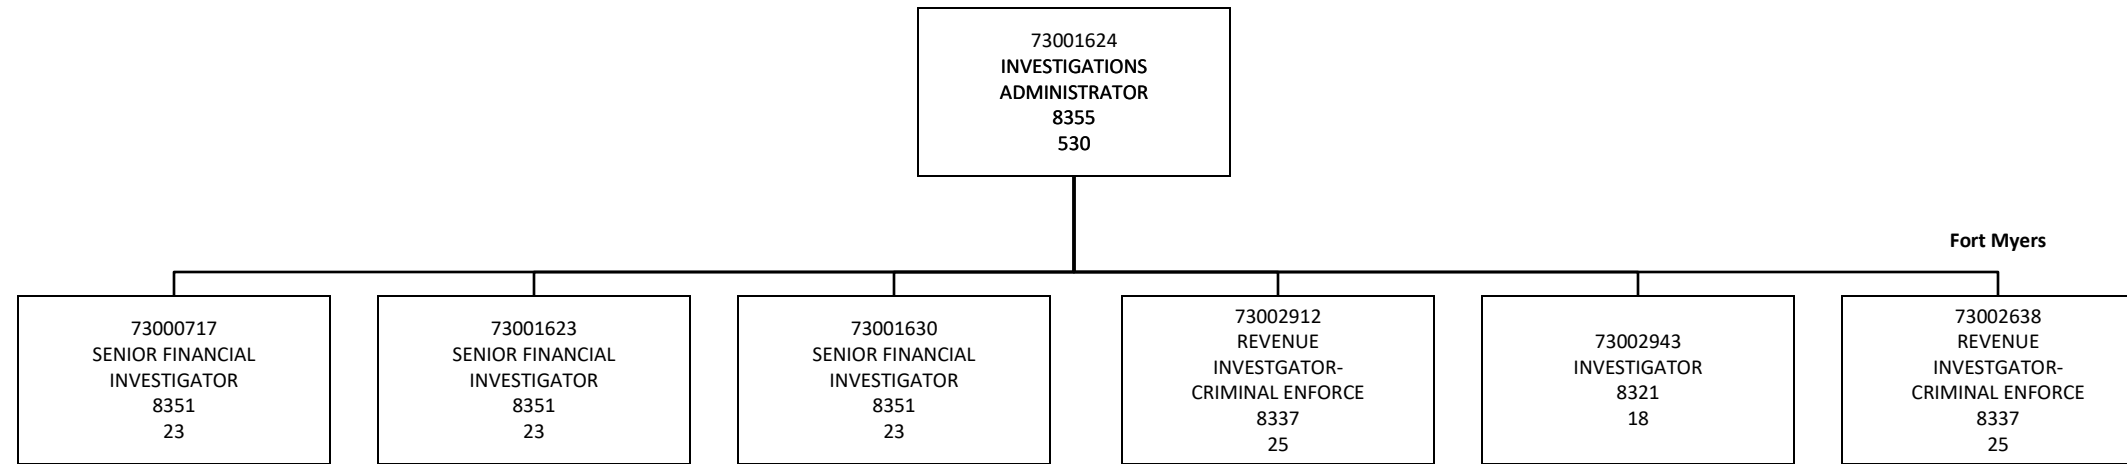 73001624
INVESTIGATIONS
ADMINISTRATOR
8355
530
Fort Myers
73000717
SENIOR FINANCIAL
INVESTIGATOR
8351
23
73001623
SENIOR FINANCIAL
INVESTIGATOR
8351
23
73001630
SENIOR FINANCIAL
INVESTIGATOR
8351
23
73002912
REVENUE
INVESTGATOR-
CRIMINAL ENFORCE
8337
25
73002943
INVESTIGATOR
8321
18
73002638
REVENUE
INVESTGATOR-
CRIMINAL ENFORCE
8337
25